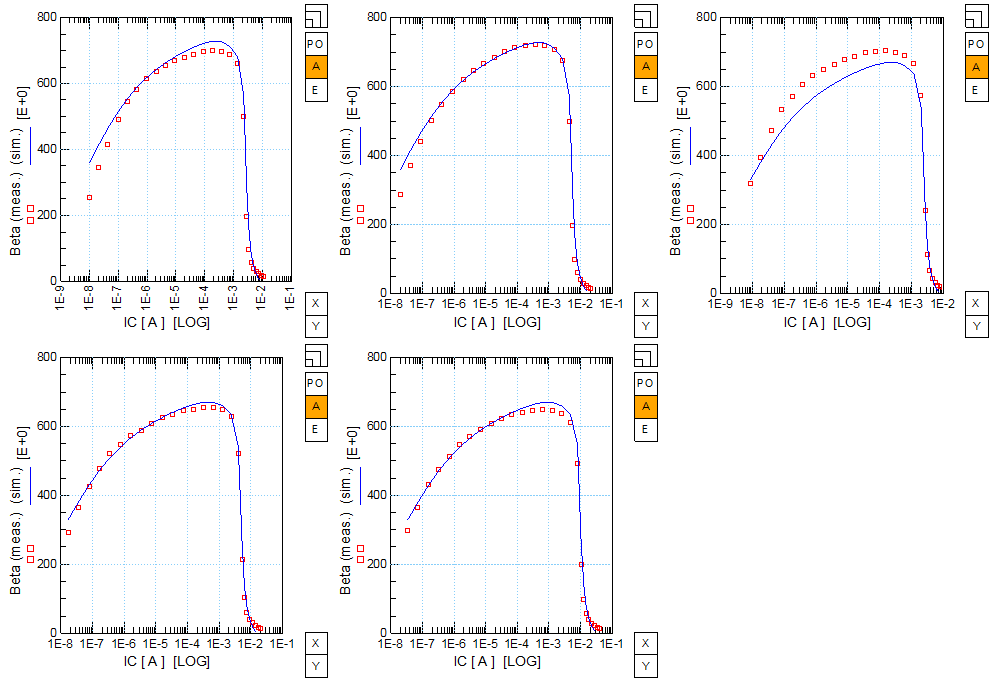 800
600
400
200
0
Beta (meas.) (sim.) [E+0]
1E-9 1E-8 1E-7 1E-6 1E-5 1E-4 1E-3 1E-2 1E-1
IC [ A ] [LOG]
PO
A
E
X
Y
800
600
400
200
0
Beta (meas.) (sim.) [E+0]
1E-8 1E-7 1E-6 1E-5 1E-4 1E-3 1E-2 1E-1
IC [ A ] [LOG]
PO
A
E
X
Y
800
600
400
200
0
Beta (meas.) (sim.) [E+0]
1E-9 1E-8 1E-7 1E-6 1E-5 1E-4 1E-3 1E-2
IC [ A ] [LOG]
PO
A
E
X
Y
800
600
400
200
0
Beta (meas.) (sim.) [E+0]
1E-8 1E-7 1E-6 1E-5 1E-4 1E-3 1E-2 1E-1
IC [ A ] [LOG]
PO
A
E
X
Y
800
600
400
200
0
Beta (meas.) (sim.) [E+0]
1E-8 1E-7 1E-6 1E-5 1E-4 1E-3 1E-2 1E-1
IC [ A ] [LOG]
PO
A
E
X
Y